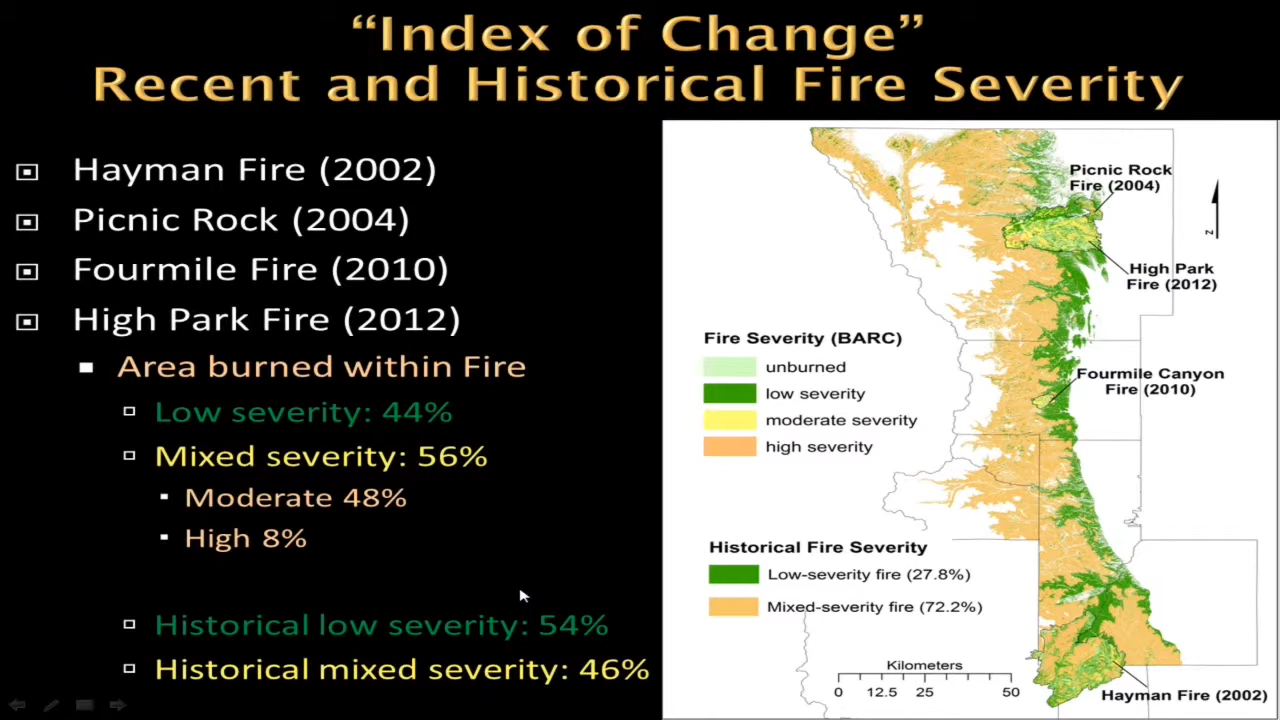 “Index of Change”
Recent and Historical Fire Severity
Hayman Fire (2002)
Picnic Rock (2004)
Fourmile Fire (2010)
High Park Fire (2012)
Area burned within Fire
Low severity: 44%
Mixed severity: 56%
Moderate 48%
High 8%
Historical low severity: 54%
Historical mixed severity: 46%
Picnic Rock
Fire (2004)
N
High Park
Fire (2012)
Fire Severity (BARC)
unburned
low severity
moderate severity
high severity
Fourmile Canyon
Fire (2010)
Historical Fire Severity
Low-severity fire (27.8%)
Mixed-severity fire (72.2%)
Kilometers
0 12.5 25 50
Hayman Fire (2002)